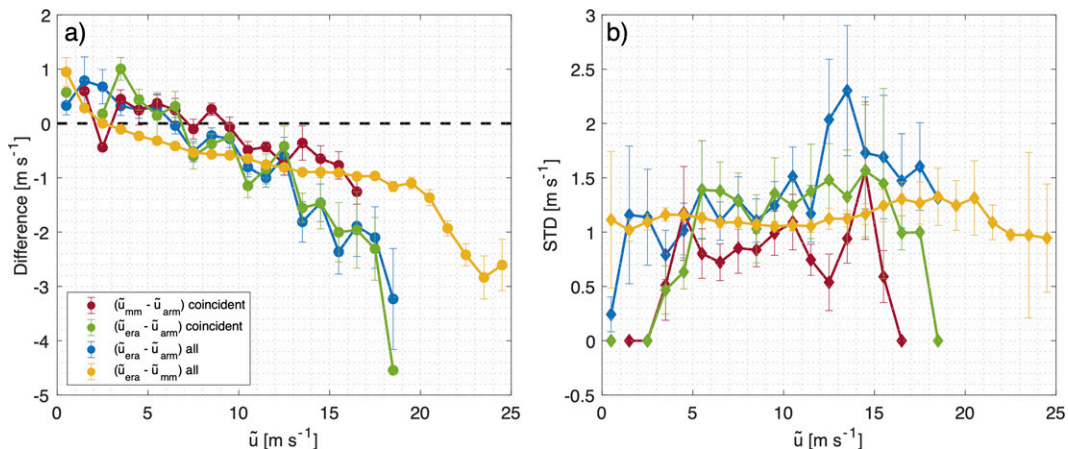 a)
Difference [m s⁻¹]
2
1
0
-1
-2
-3
-4
-5
(ũmm - ũarm) coincident
(ũera - ũarm) coincident
(ũera - ũarm) all
(ũera - ũmm) all
0 5 10 15 20 25
ũ [m s⁻¹]
b)
STD [m s⁻¹]
3
2.5
2
1.5
1
0.5
0
-0.5
0 5 10 15 20 25
ũ [m s⁻¹]